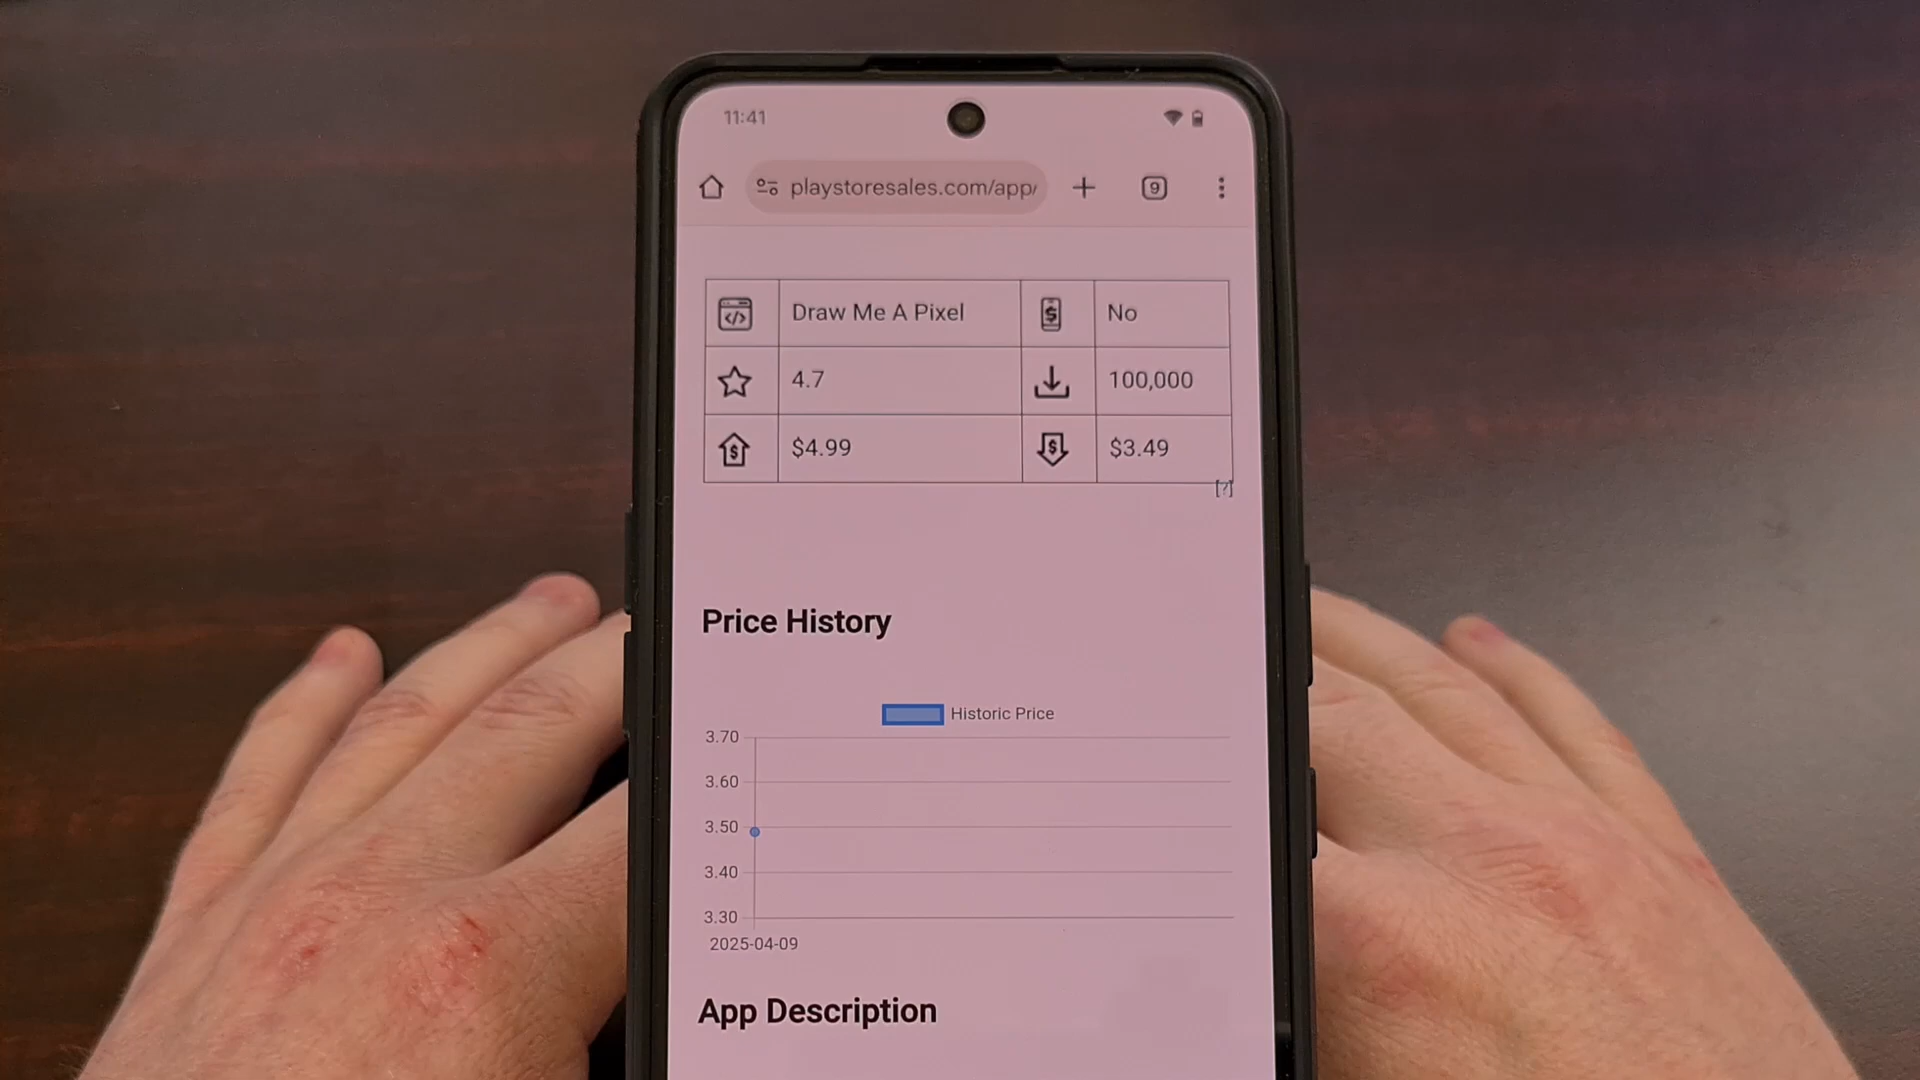 11:41
playstoresales.com/app/
9
Draw Me A Pixel
No
4.7
100,000
$4.99
$3.49
[?]
Price History
Historic Price
3.70
3.60
3.50
3.40
3.30
2025-04-09
App Description